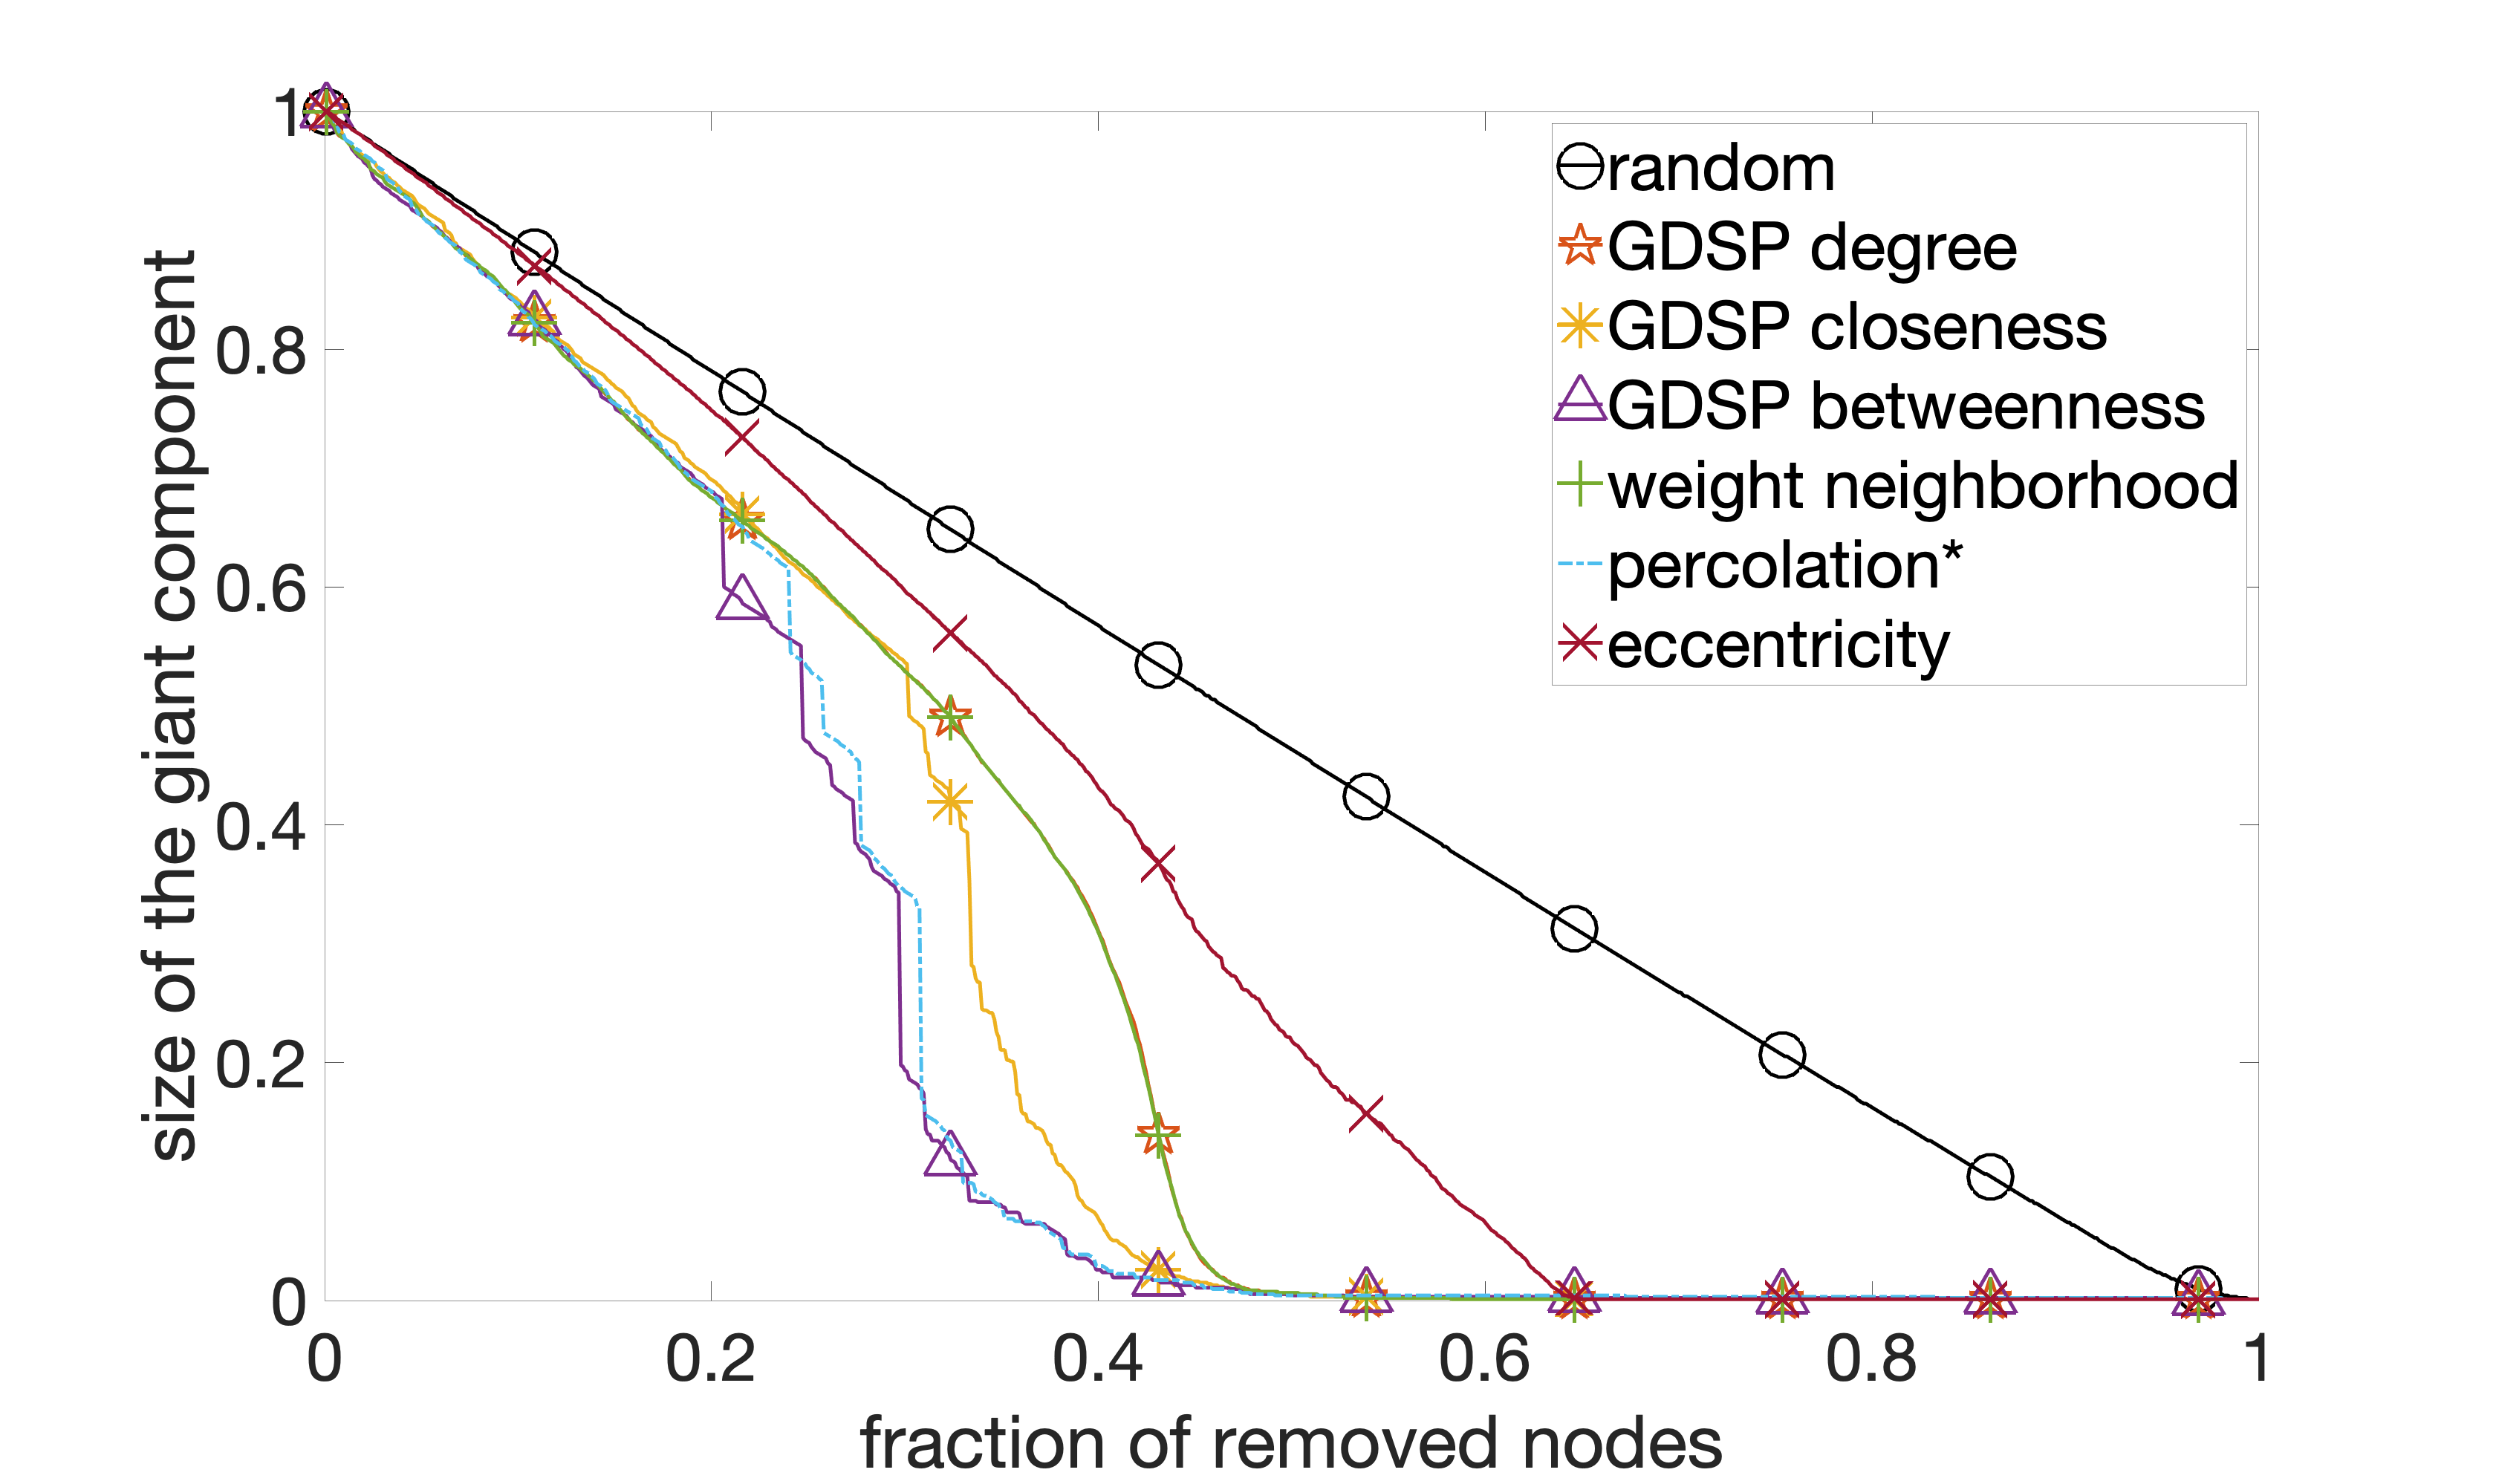 size of the giant component
1
0.8
0.6
0.4
0.2
0
random
GDSP degree
GDSP closeness
GDSP betweenness
weight neighborhood
percolation*
eccentricity
0 0.2 0.4 0.6 0.8 1
fraction of removed nodes